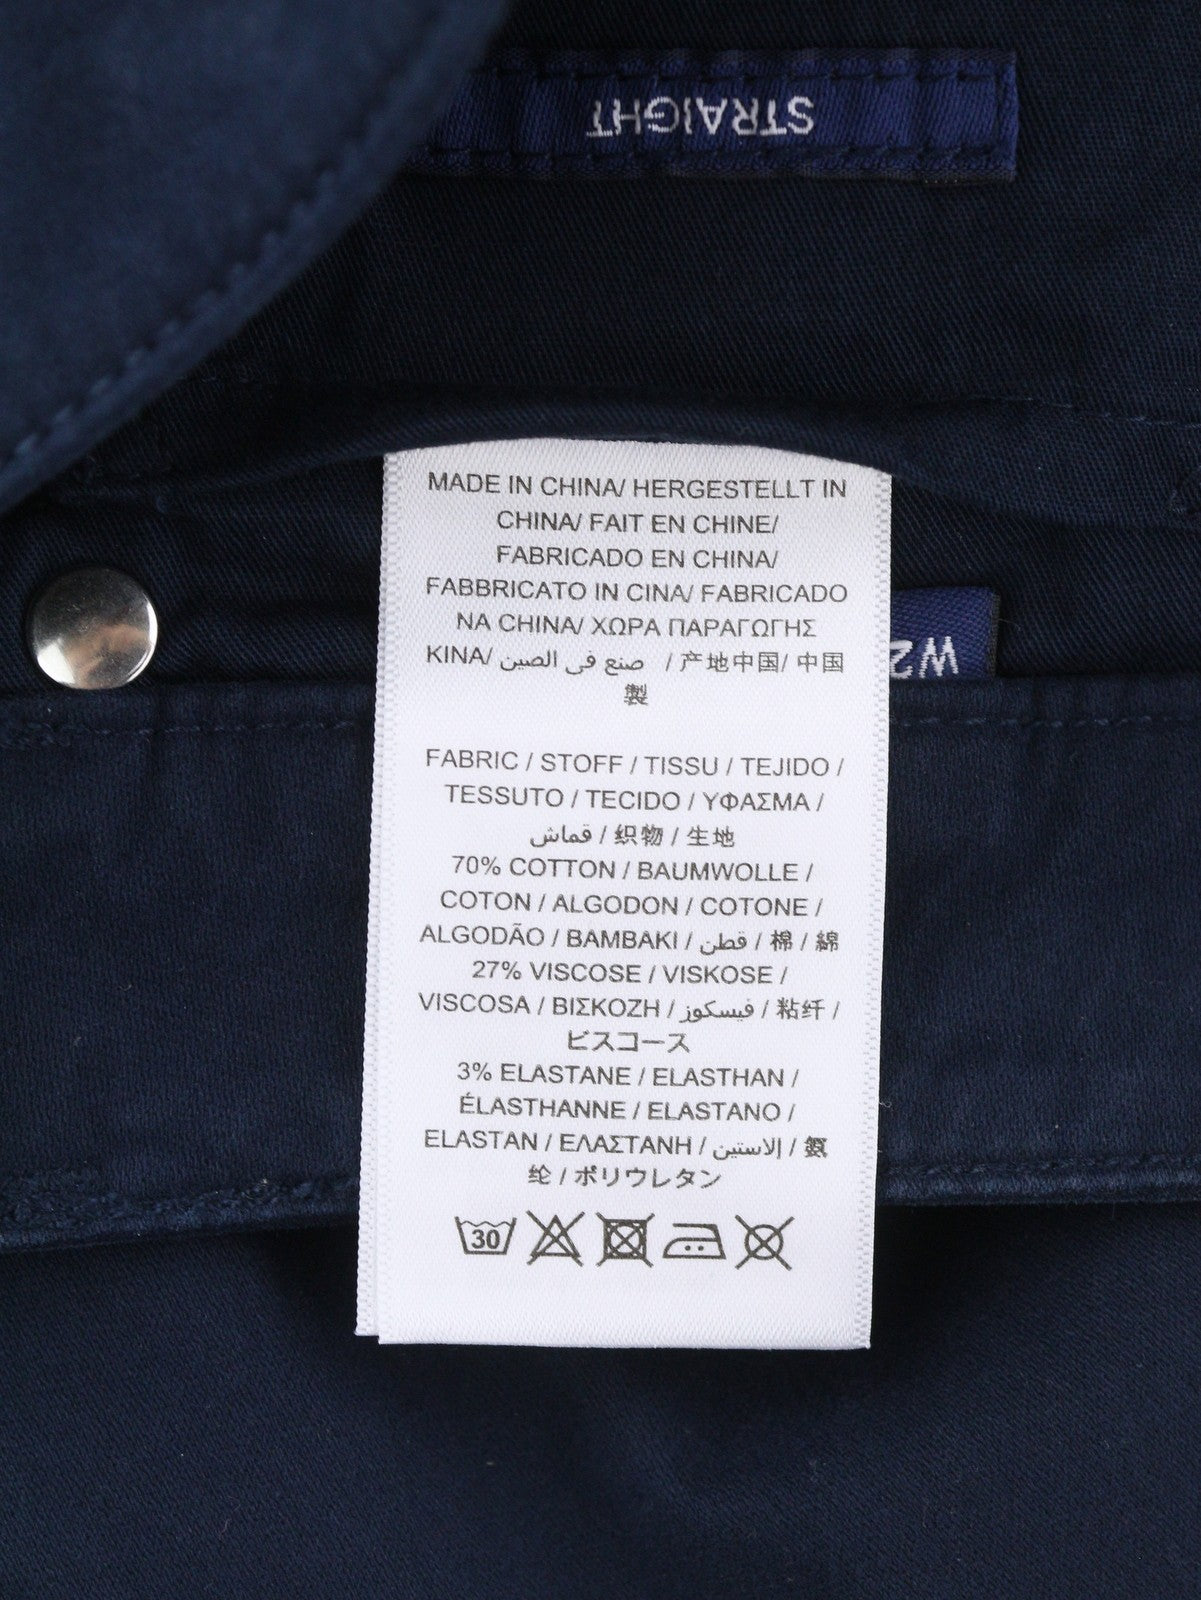 STRAIGHT
MADE IN CHINA/ HERGESTELLT IN
CHINA/ FAIT EN CHINE/
FABRICADO EN CHINA/
FABBRICATO IN CINA/ FABRICADO
NA CHINA/ ΧΩΡΑ ΠΑΡΑΓΩΓΗΣ
KINA/ صنع فى الصين / 产地中国/ 中国
製
W2
FABRIC / STOFF / TISSU / TEJIDO /
TESSUTO / TECIDO / ΥΦΑΣΜΑ /
قماش / 织物 / 生地
70% COTTON / BAUMWOLLE /
COTON / ALGODON / COTONE /
ALGODÃO / BAMBAKI / قطن / 棉 / 綿
27% VISCOSE / VISKOSE /
VISCOSA / ΒΙΣΚΟΖΗ / فيسكوز / 粘纤 /
ビスコース
3% ELASTANE / ELASTHAN /
ÉLASTHANNE / ELASTANO /
ELASTAN / ΕΛΑΣΤΑΝΗ / إلاستين / 氨
纶 / ポリウレタン
30